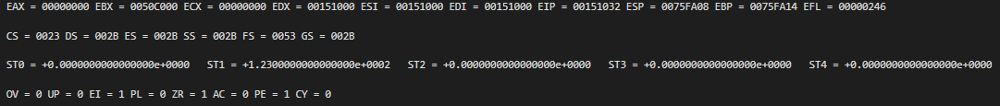 EAX = 00000000 EBX = 0050C000 ECX = 00000000 EDX = 00151000 ESI = 00151000 EDI = 00151000 EIP = 00151032 ESP = 0075FA08 EBP = 0075FA14 EFL = 00000246
CS = 0023 DS = 002B ES = 002B SS = 002B FS = 0053 GS = 002B
ST0 = +0.0000000000000000e+0000 ST1 = +1.2300000000000000e+0002 ST2 = +0.0000000000000000e+0000 ST3 = +0.0000000000000000e+0000 ST4 = +0.0000000000000000e+0000
OV = 0 UP = 0 EI = 1 PL = 0 ZR = 1 AC = 0 PE = 1 CY = 0